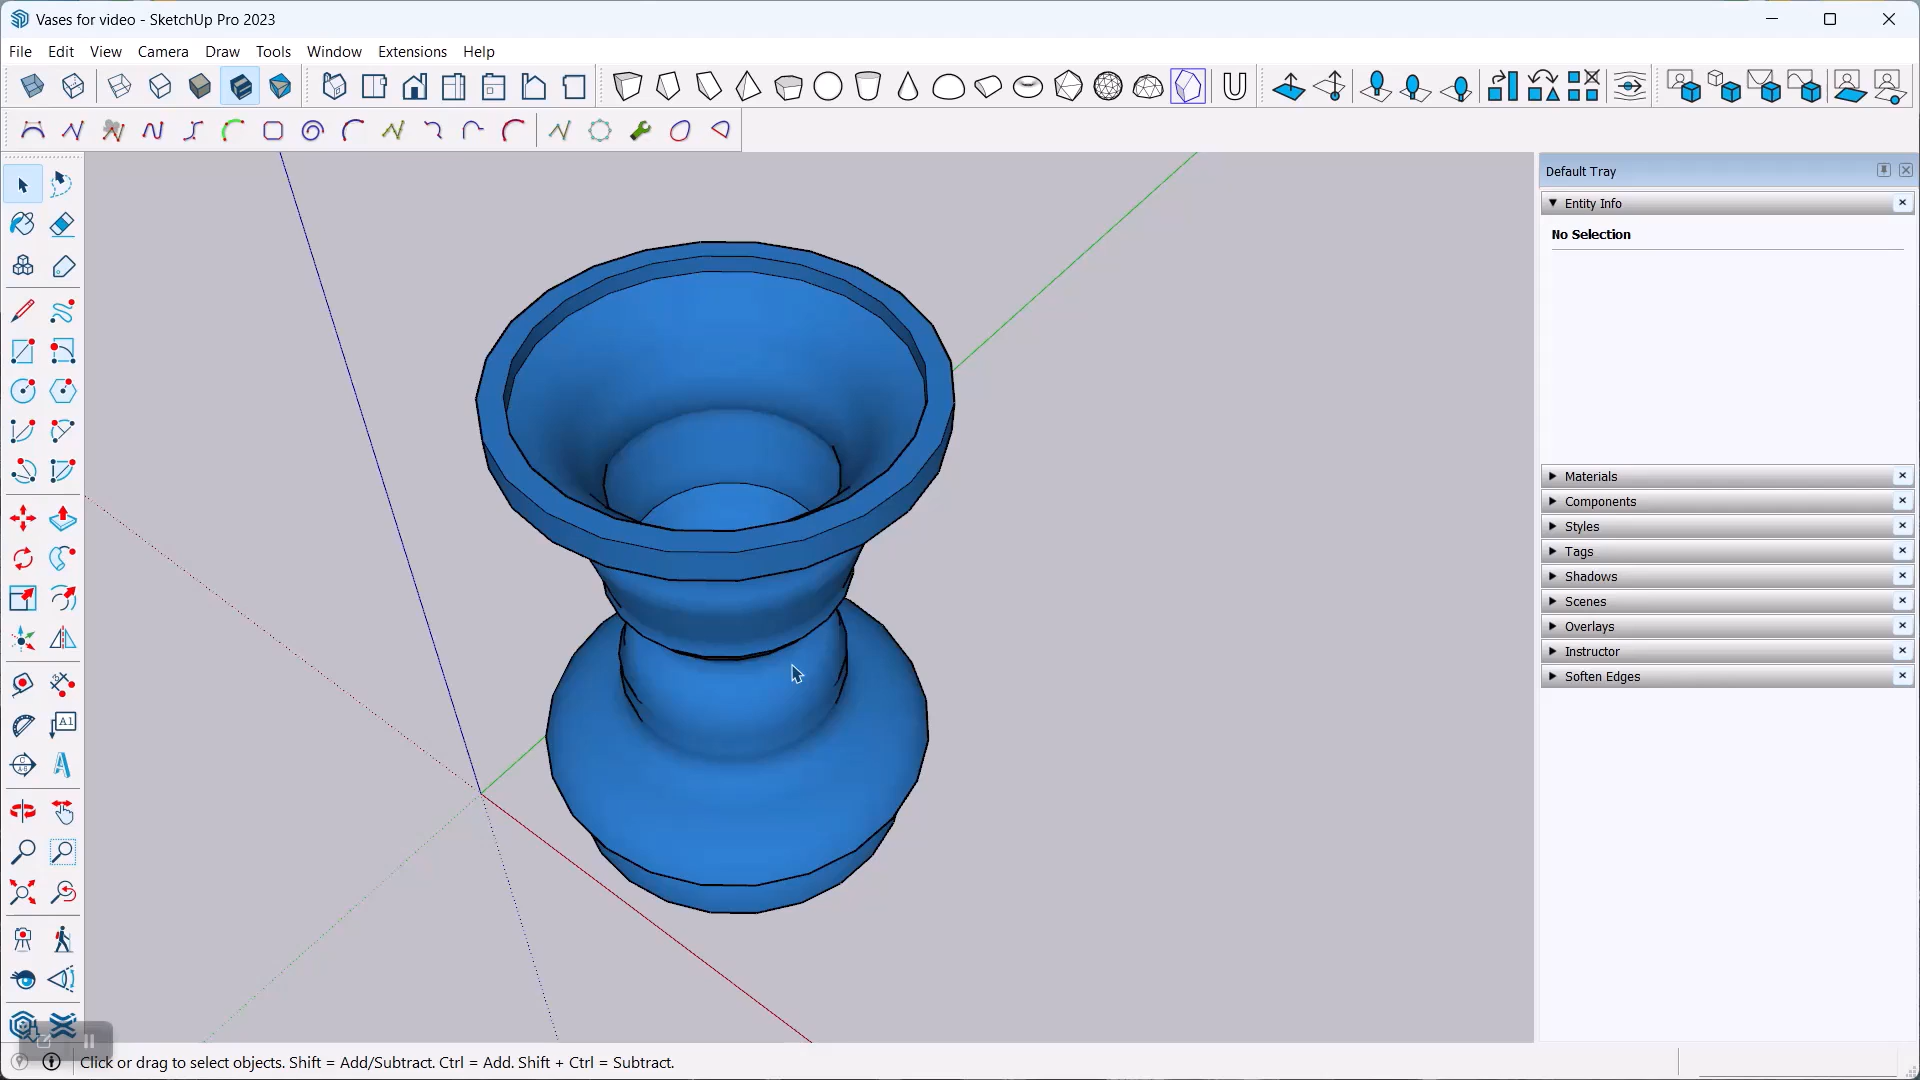 Vases for video - SketchUp Pro 2023
File Edit View Camera Draw Tools Window Extensions Help
Default Tray
Entity Info
No Selection
Materials
Components
Styles
Tags
Shadows
Scenes
Overlays
Instructor
Soften Edges
A1
Click or drag to select objects. Shift = Add/Subtract. Ctrl = Add. Shift + Ctrl = Subtract.